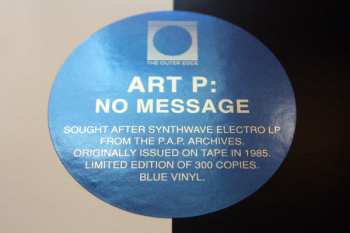 THE OUTER EDGE
ART P:
NO MESSAGE
SOUGHT AFTER SYNTHWAVE ELECTRO LP
FROM THE P.A.P. ARCHIVES.
ORIGINALLY ISSUED ON TAPE IN 1985.
LIMITED EDITION OF 300 COPIES.
BLUE VINYL.